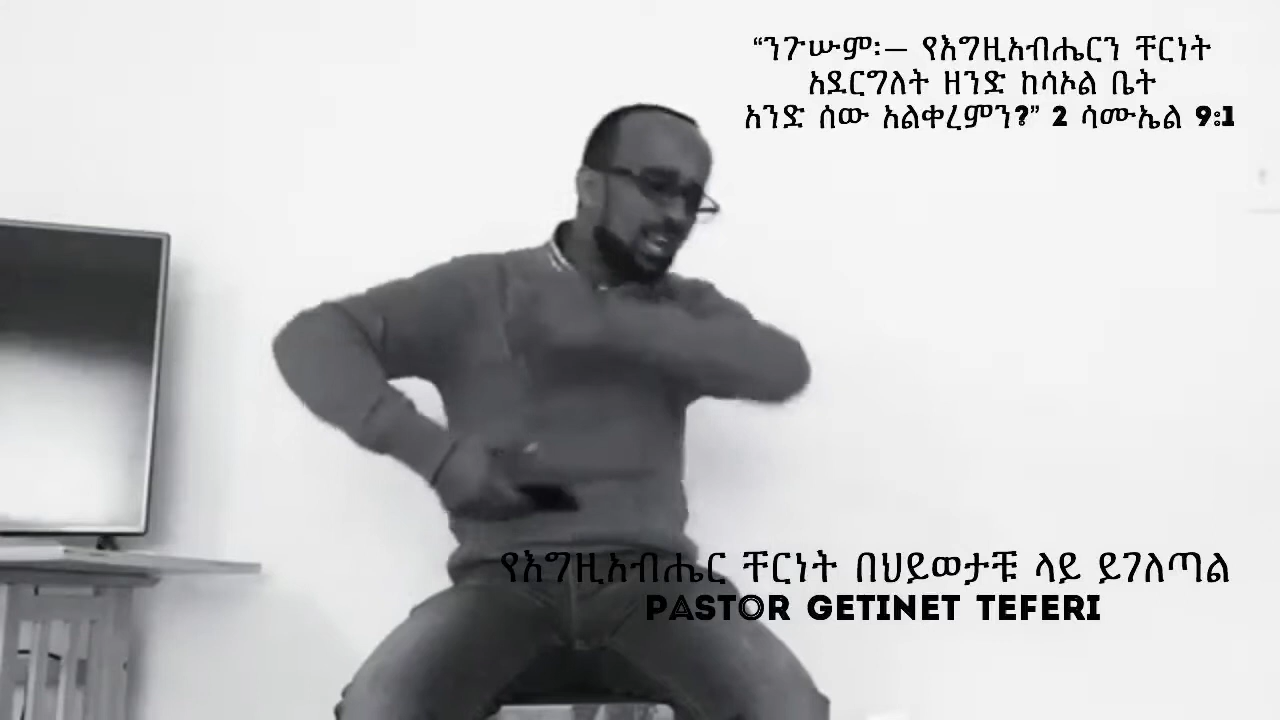 “ንጉሡም፡— የእግዚአብሔርን ቸርነት
አደርግለት ዘንድ ከሳኦል ቤት
አንድ ሰው አልቀረምን?” 2 ሳሙኤል 9፥1
የእግዚአብሔር ቸርነት በህይወታቹ ላይ ይገለጣል
PASTOR GETINET TEFERI